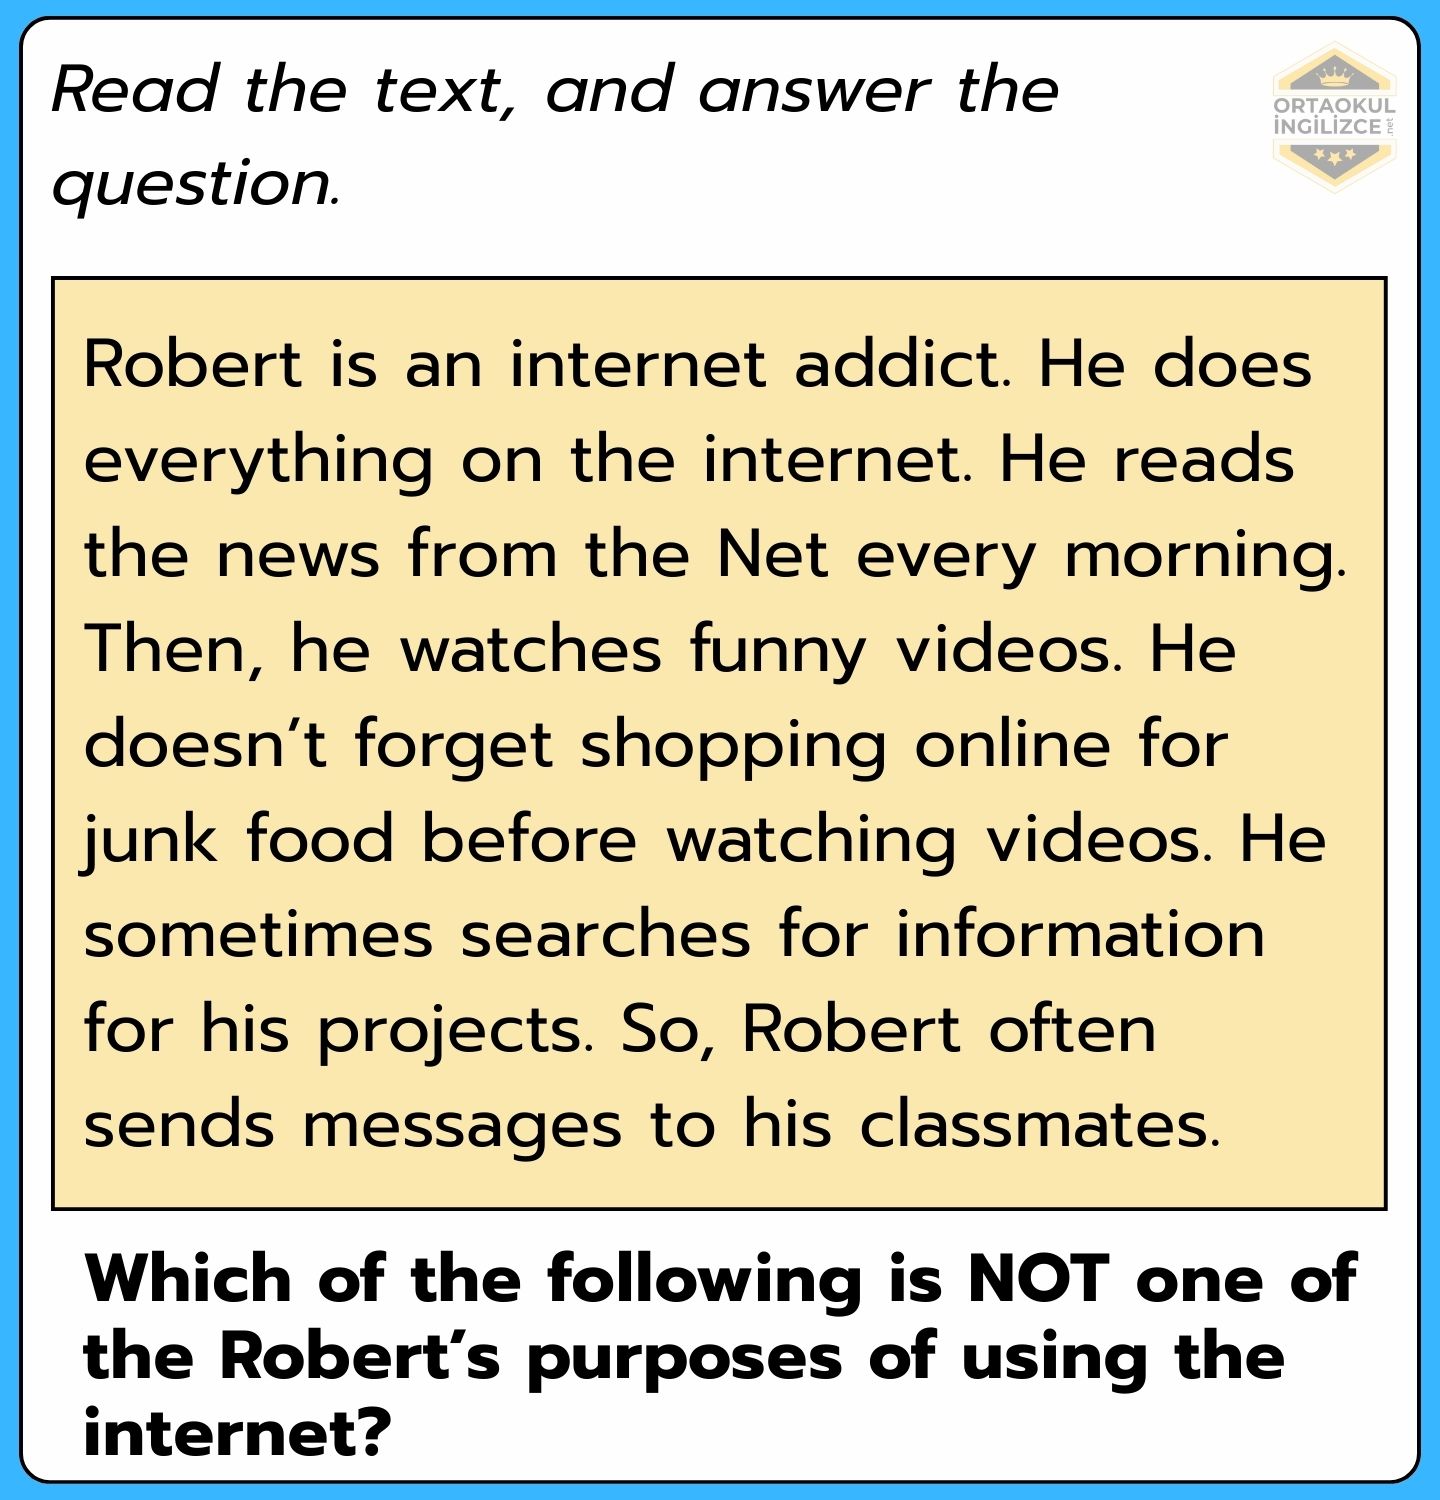 Read the text, and answer the
question.
ORTAOKUL
İNGİLİZCE
.net
Robert is an internet addict. He does
everything on the internet. He reads
the news from the Net every morning.
Then, he watches funny videos. He
doesn’t forget shopping online for
junk food before watching videos. He
sometimes searches for information
for his projects. So, Robert often
sends messages to his classmates.
Which of the following is NOT one of
the Robert’s purposes of using the
internet?